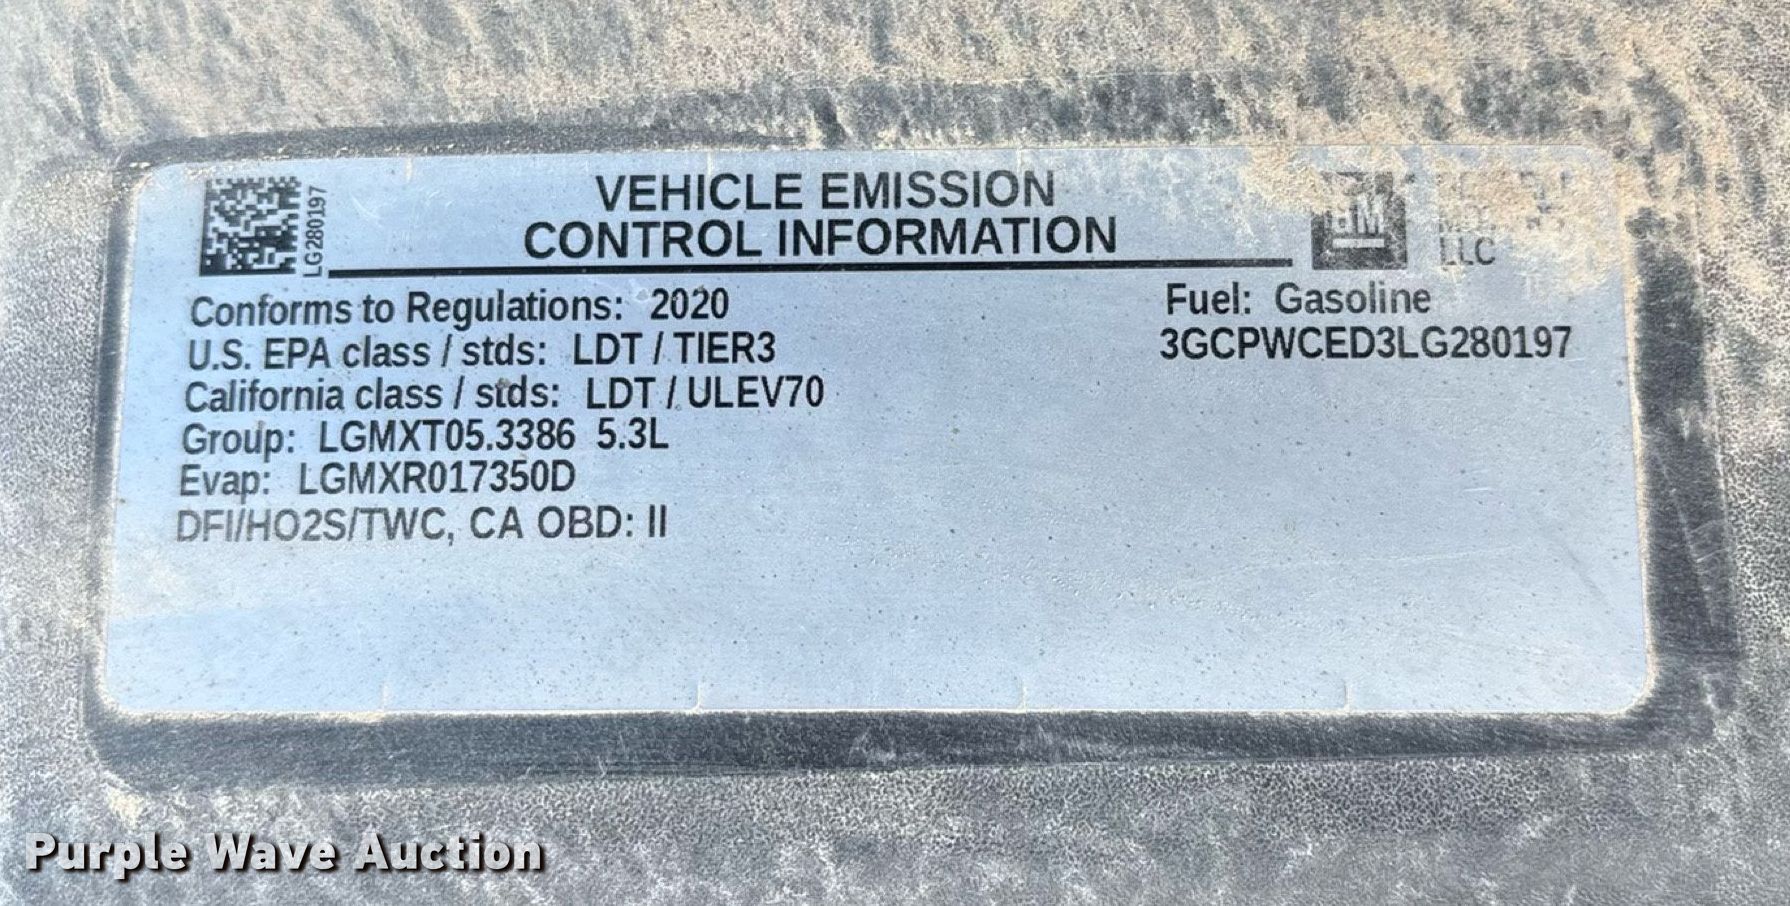 LG280197
VEHICLE EMISSION
CONTROL INFORMATION
GM
LLC
Conforms to Regulations: 2020
Fuel: Gasoline
U.S. EPA class / stds: LDT / TIER3
3GCPWCED3LG280197
California class / stds: LDT / ULEV70
Group: LGMXT05.3386 5.3L
Evap: LGMXR017350D
DFI/HO2S/TWC, CA OBD: II
Purple Wave Auction